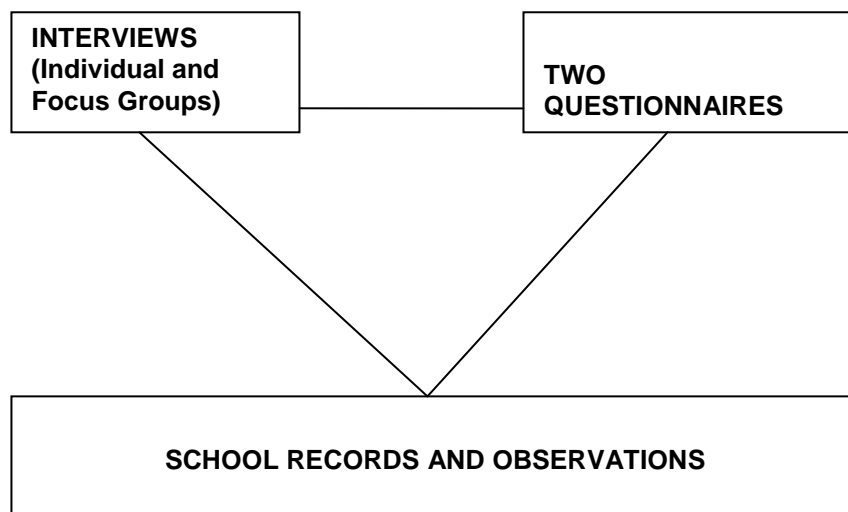 INTERVIEWS
(Individual and
Focus Groups)
TWO
QUESTIONNAIRES
SCHOOL RECORDS AND OBSERVATIONS